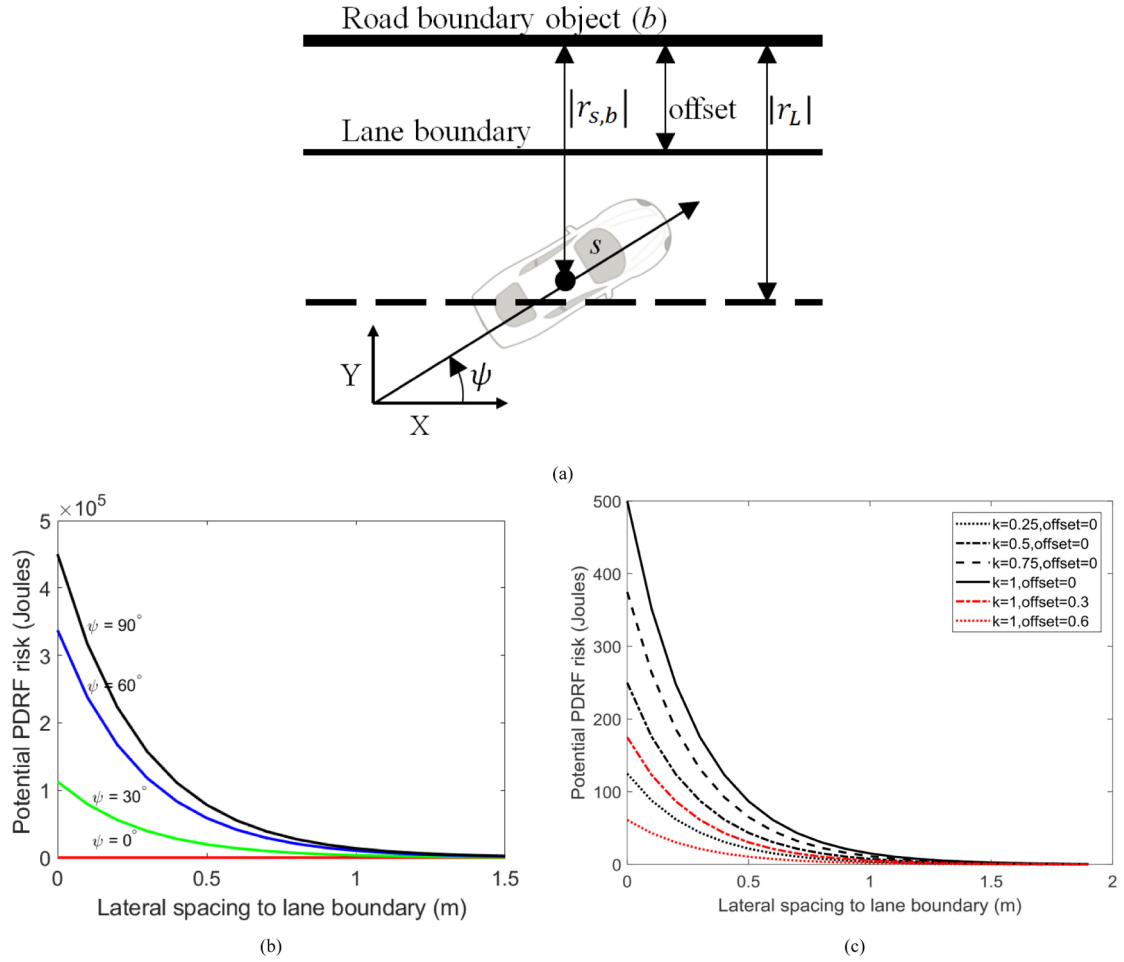 Road boundary object (b)
|r_{s,b}|
offset
|r_L|
Lane boundary
s
Y
ψ
X
(a)
×10^5
5
4
3
2
1
0
ψ = 90°
ψ = 60°
ψ = 30°
ψ = 0°
0 0.5 1 1.5
Potential PDRF risk (Joules)
Lateral spacing to lane boundary (m)
(b)
500
400
300
200
100
0
k=0.25,offset=0
k=0.5,offset=0
k=0.75,offset=0
k=1,offset=0
k=1,offset=0.3
k=1,offset=0.6
0 0.5 1 1.5 2
Potential PDRF risk (Joules)
Lateral spacing to lane boundary (m)
(c)